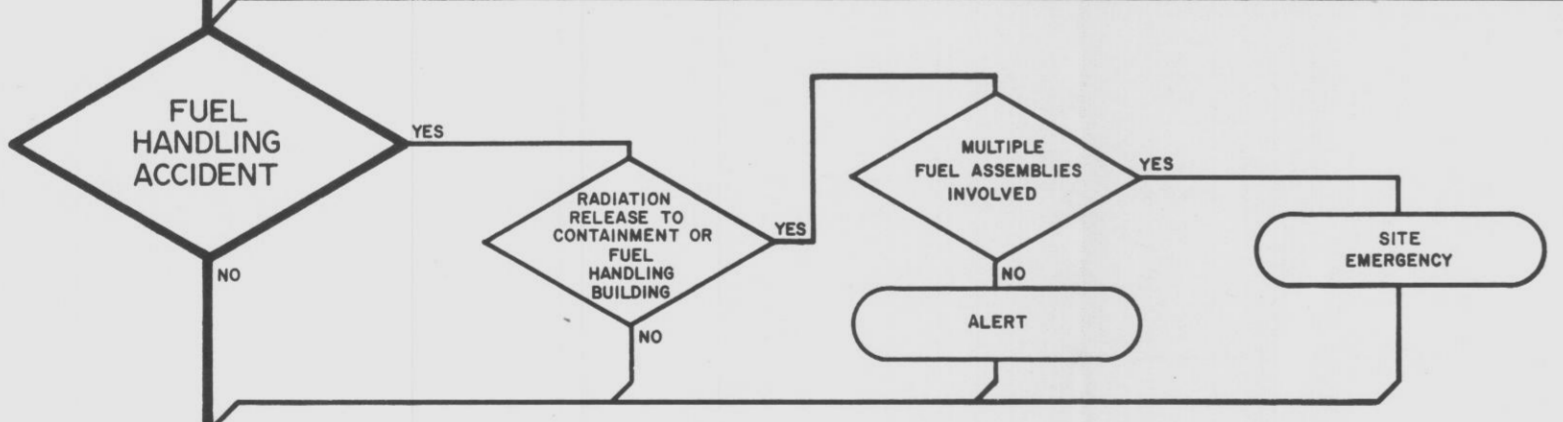 FUEL
HANDLING
ACCIDENT
YES
NO
RADIATION
RELEASE TO
CONTAINMENT OR
FUEL
HANDLING
BUILDING
YES
NO
MULTIPLE
FUEL ASSEMBLIES
INVOLVED
YES
NO
ALERT
SITE
EMERGENCY